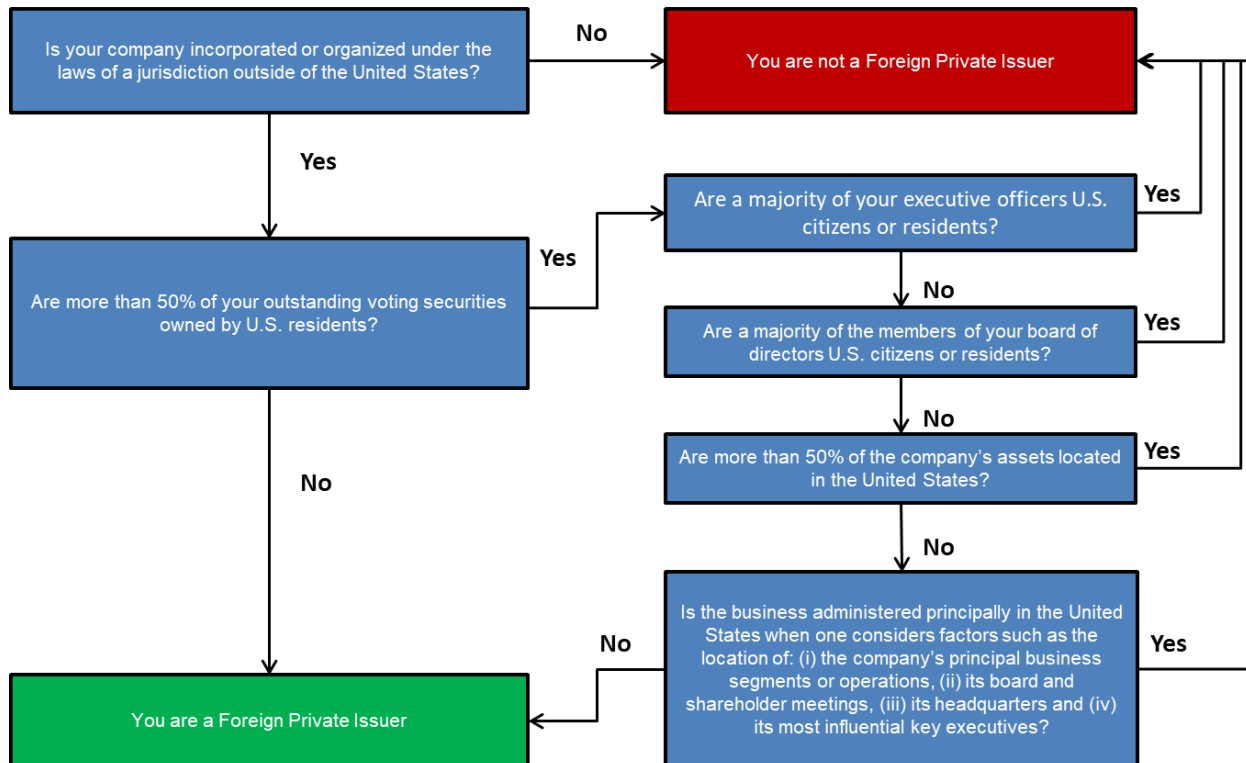 Is your company incorporated or organized under the
laws of a jurisdiction outside of the United States?
No
You are not a Foreign Private Issuer
Yes
Are a majority of your executive officers U.S.
citizens or residents?
Yes
Yes
Are more than 50% of your outstanding voting securities
owned by U.S. residents?
No
Are a majority of the members of your board of
directors U.S. citizens or residents?
Yes
No
Are more than 50% of the company’s assets located
in the United States?
Yes
No
No
Is the business administered principally in the United
States when one considers factors such as the
location of: (i) the company’s principal business
segments or operations, (ii) its board and
shareholder meetings, (iii) its headquarters and (iv)
its most influential key executives?
Yes
No
You are a Foreign Private Issuer